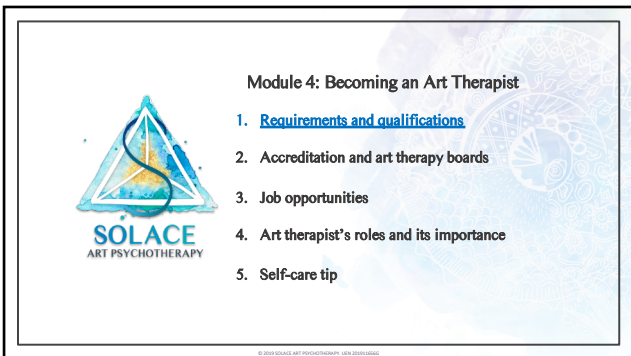 Module 4: Becoming an Art Therapist
1. Requirements and qualifications
2. Accreditation and art therapy boards
3. Job opportunities
4. Art therapist's roles and its importance
5. Self-care tip
SOLACE
ART PSYCHOTHERAPY
© 2019 SOLACE ART PSYCHOTHERAPY. UEN